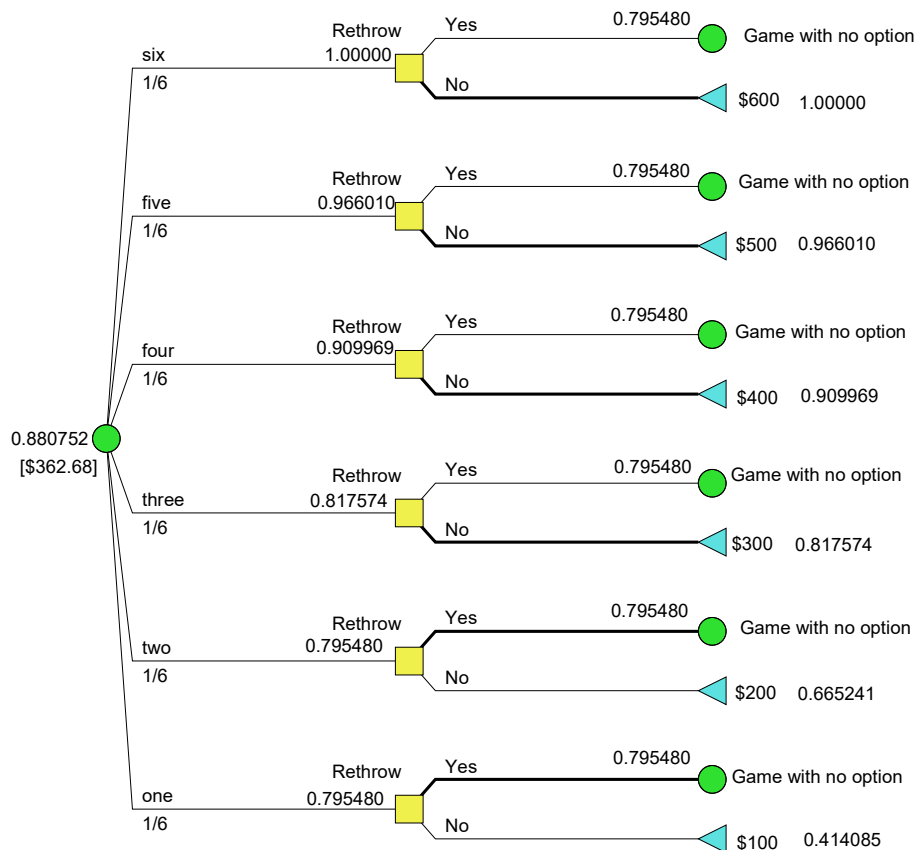 Rethrow Yes 0.795480 Game with no option
six 1.00000
1/6 No $600 1.00000
Rethrow Yes 0.795480 Game with no option
five 0.966010
1/6 No $500 0.966010
Rethrow Yes 0.795480 Game with no option
four 0.909969
1/6 No $400 0.909969
0.880752
[$362.68]
Rethrow Yes 0.795480 Game with no option
three 0.817574
1/6 No $300 0.817574
Rethrow Yes 0.795480 Game with no option
two 0.795480
1/6 No $200 0.665241
Rethrow Yes 0.795480 Game with no option
one 0.795480
1/6 No $100 0.414085